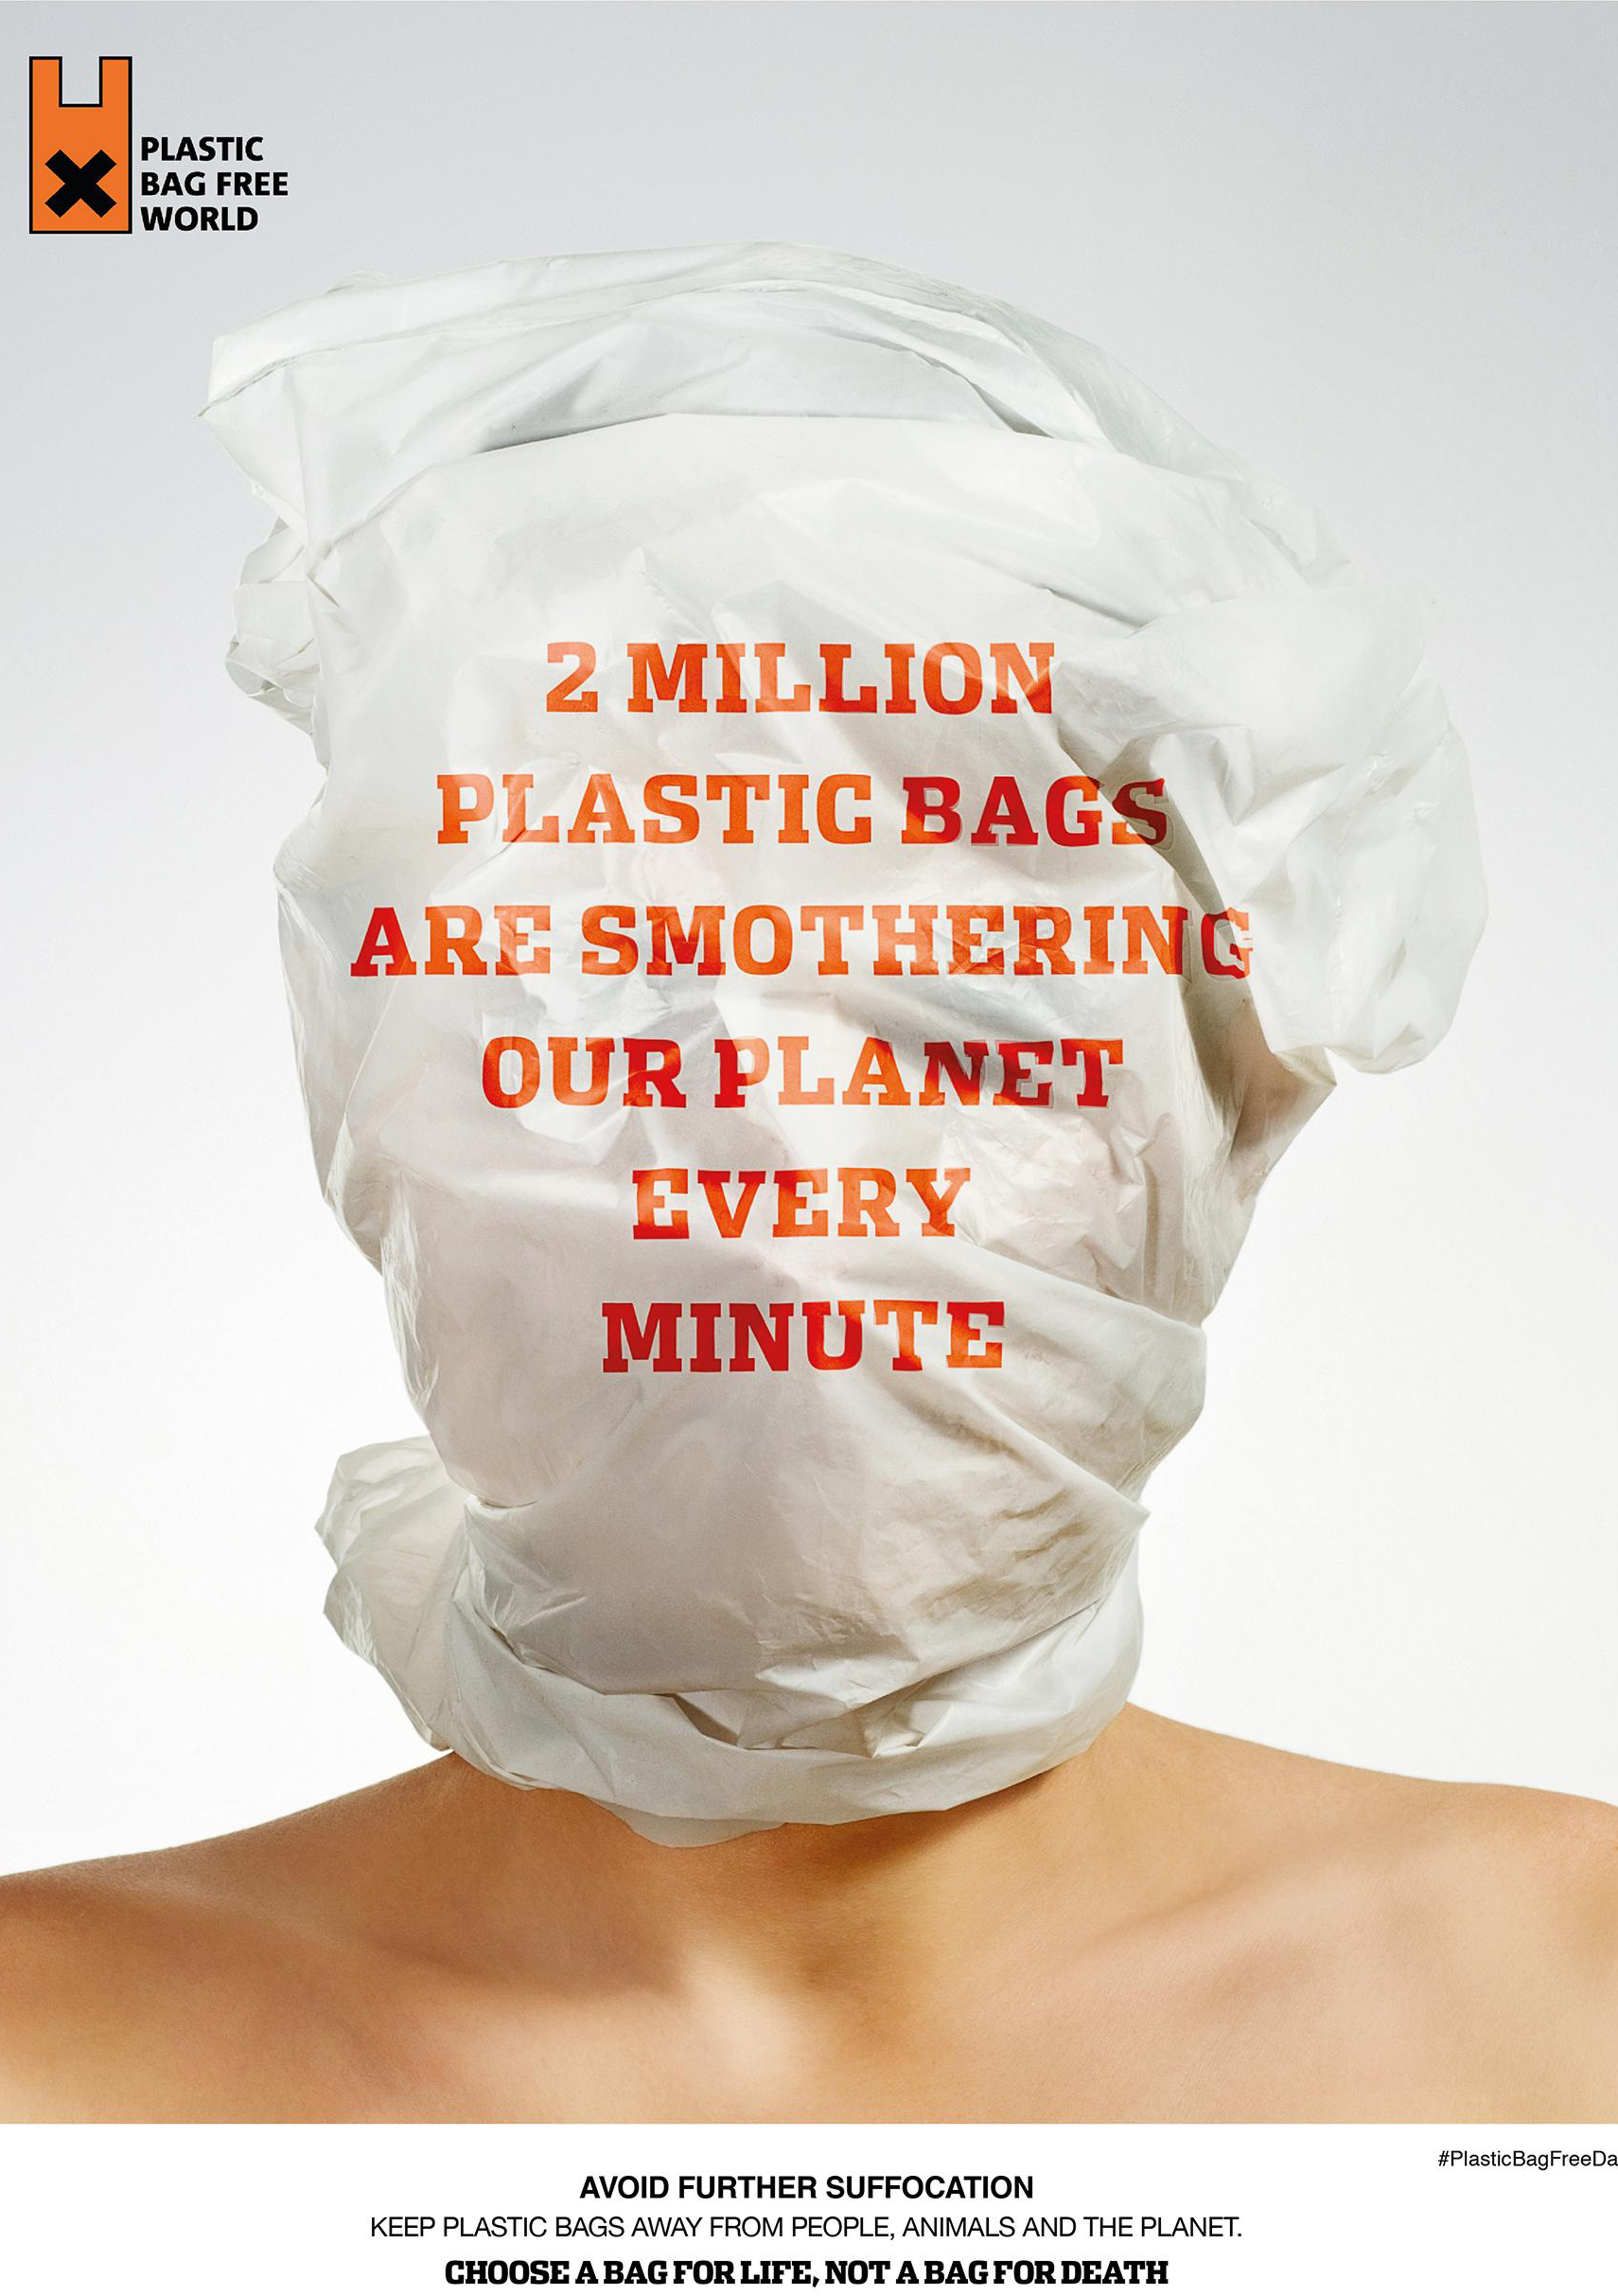 PLASTIC
BAG FREE
WORLD
2 MILLION
PLASTIC BAGS
ARE SMOTHERING
OUR PLANET
EVERY
MINUTE
#PlasticBagFreeDa
AVOID FURTHER SUFFOCATION
KEEP PLASTIC BAGS AWAY FROM PEOPLE, ANIMALS AND THE PLANET.
CHOOSE A BAG FOR LIFE, NOT A BAG FOR DEATH